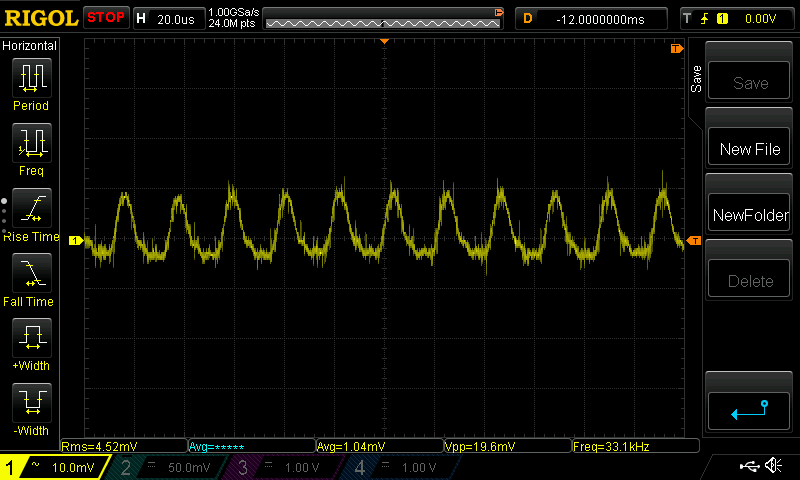 RIGOL STOP H 20.0us 1.00GSa/s 24.0M pts D -12.0000000ms T 1 0.00V
Horizontal
Period
Freq
Rise Time
Fall Time
+Width
-Width
T
1
T
Save
Save
New File
NewFolder
Delete
Rms=4.52mV Avg=***** Avg=1.04mV Vpp=19.6mV Freq=33.1kHz
1 ~ 10.0mV 2 50.0mV 3 1.00 V 4 1.00 V